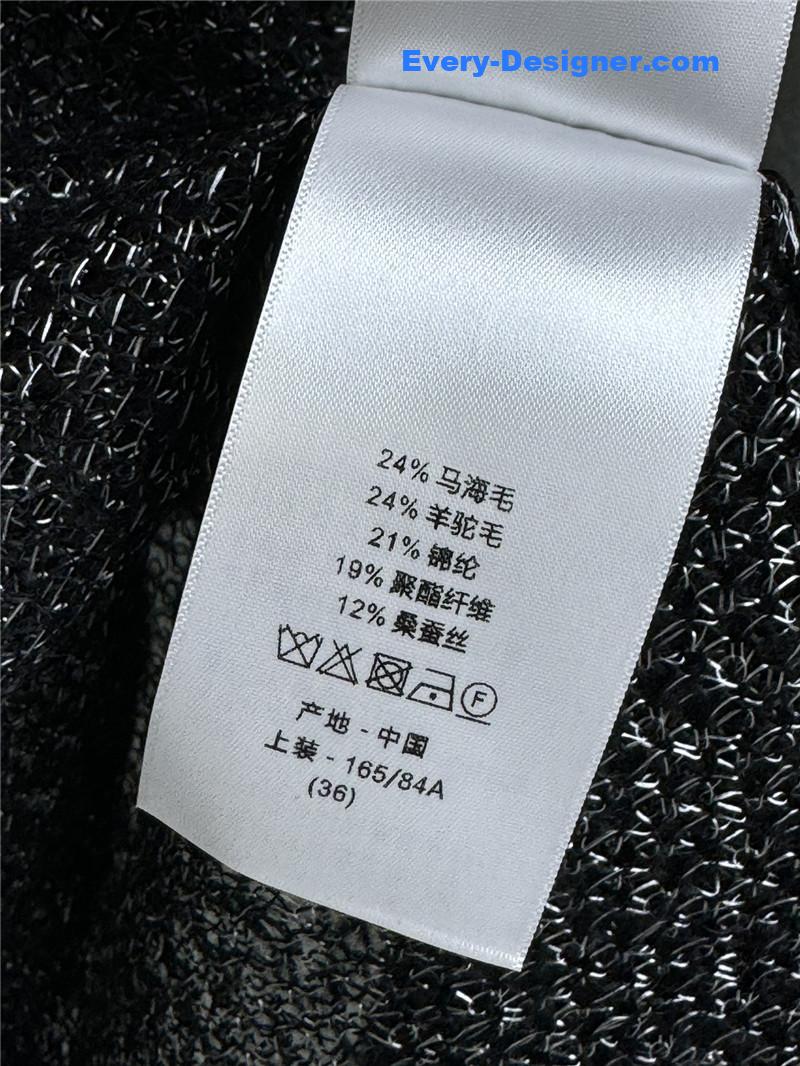 Every-Designer.com
24% 马海毛
24% 羊驼毛
21% 锦纶
19% 聚酯纤维
12% 桑蚕丝
F
产地 - 中国
上装 - 165/84A
(36)